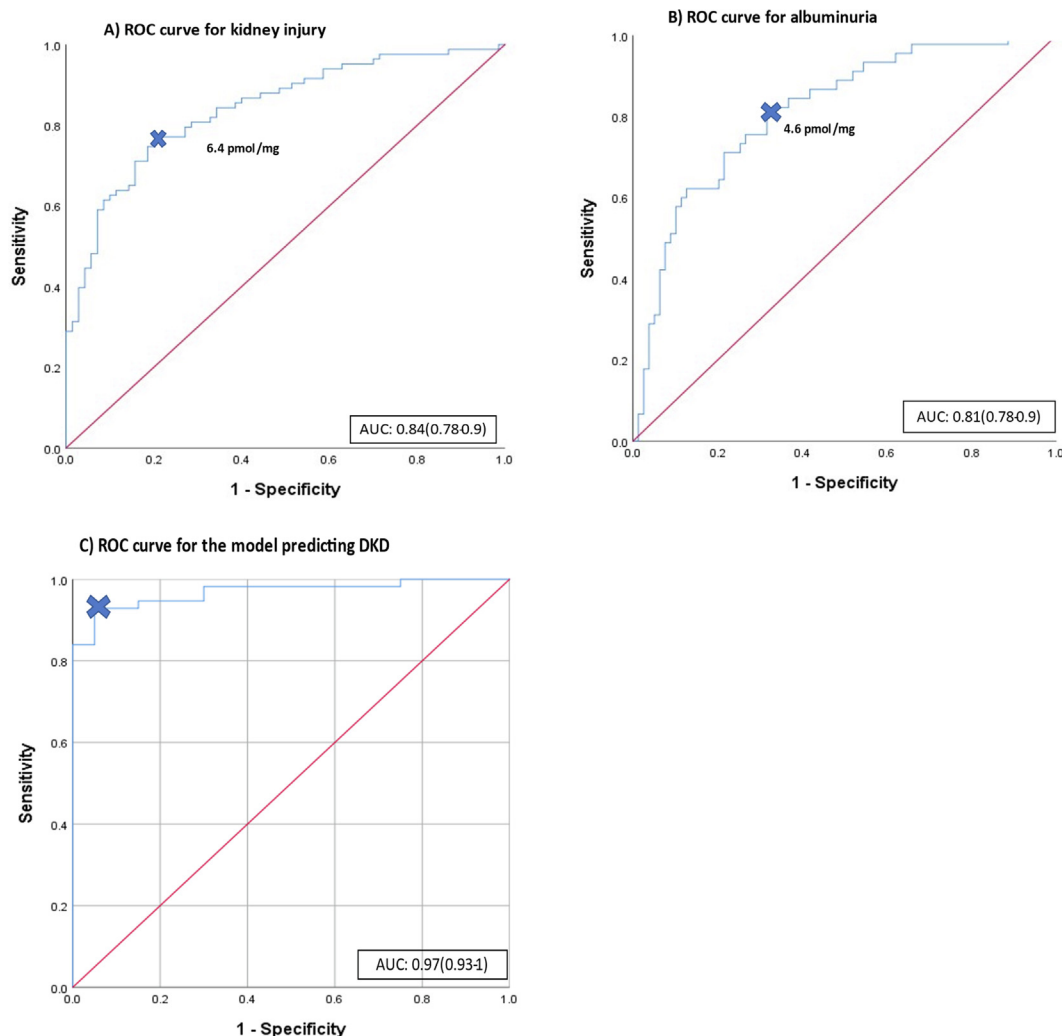 A) ROC curve for kidney injury
1.0
0.8
0.6
0.4
0.2
0.0
Sensitivity
6.4 pmol/mg
AUC: 0.84(0.78-0.9)
0.0 0.2 0.4 0.6 0.8 1.0
1 - Specificity
B) ROC curve for albuminuria
1.0
0.8
0.6
0.4
0.2
0.0
Sensitivity
4.6 pmol/mg
AUC: 0.81(0.78-0.9)
0.0 0.2 0.4 0.6 0.8 1.0
1 - Specificity
C) ROC curve for the model predicting DKD
1.0
0.8
0.6
0.4
0.2
0.0
Sensitivity
AUC: 0.97(0.93-1)
0.0 0.2 0.4 0.6 0.8 1.0
1 - Specificity